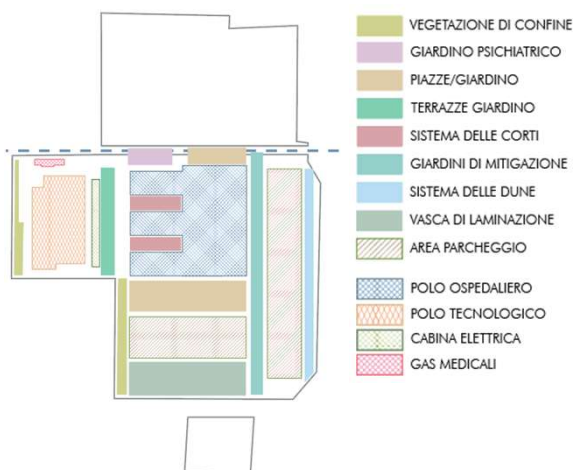 VEGETAZIONE DI CONFINE
GIARDINO PSICHIATRICO
PIAZZE/GIARDINO
TERRAZZE GIARDINO
SISTEMA DELLE CORTI
GIARDINI DI MITIGAZIONE
SISTEMA DELLE DUNE
VASCA DI LAMINAZIONE
AREA PARCHEGGIO
POLO OSPEDALIERO
POLO TECNOLOGICO
CABINA ELETTRICA
GAS MEDICALI